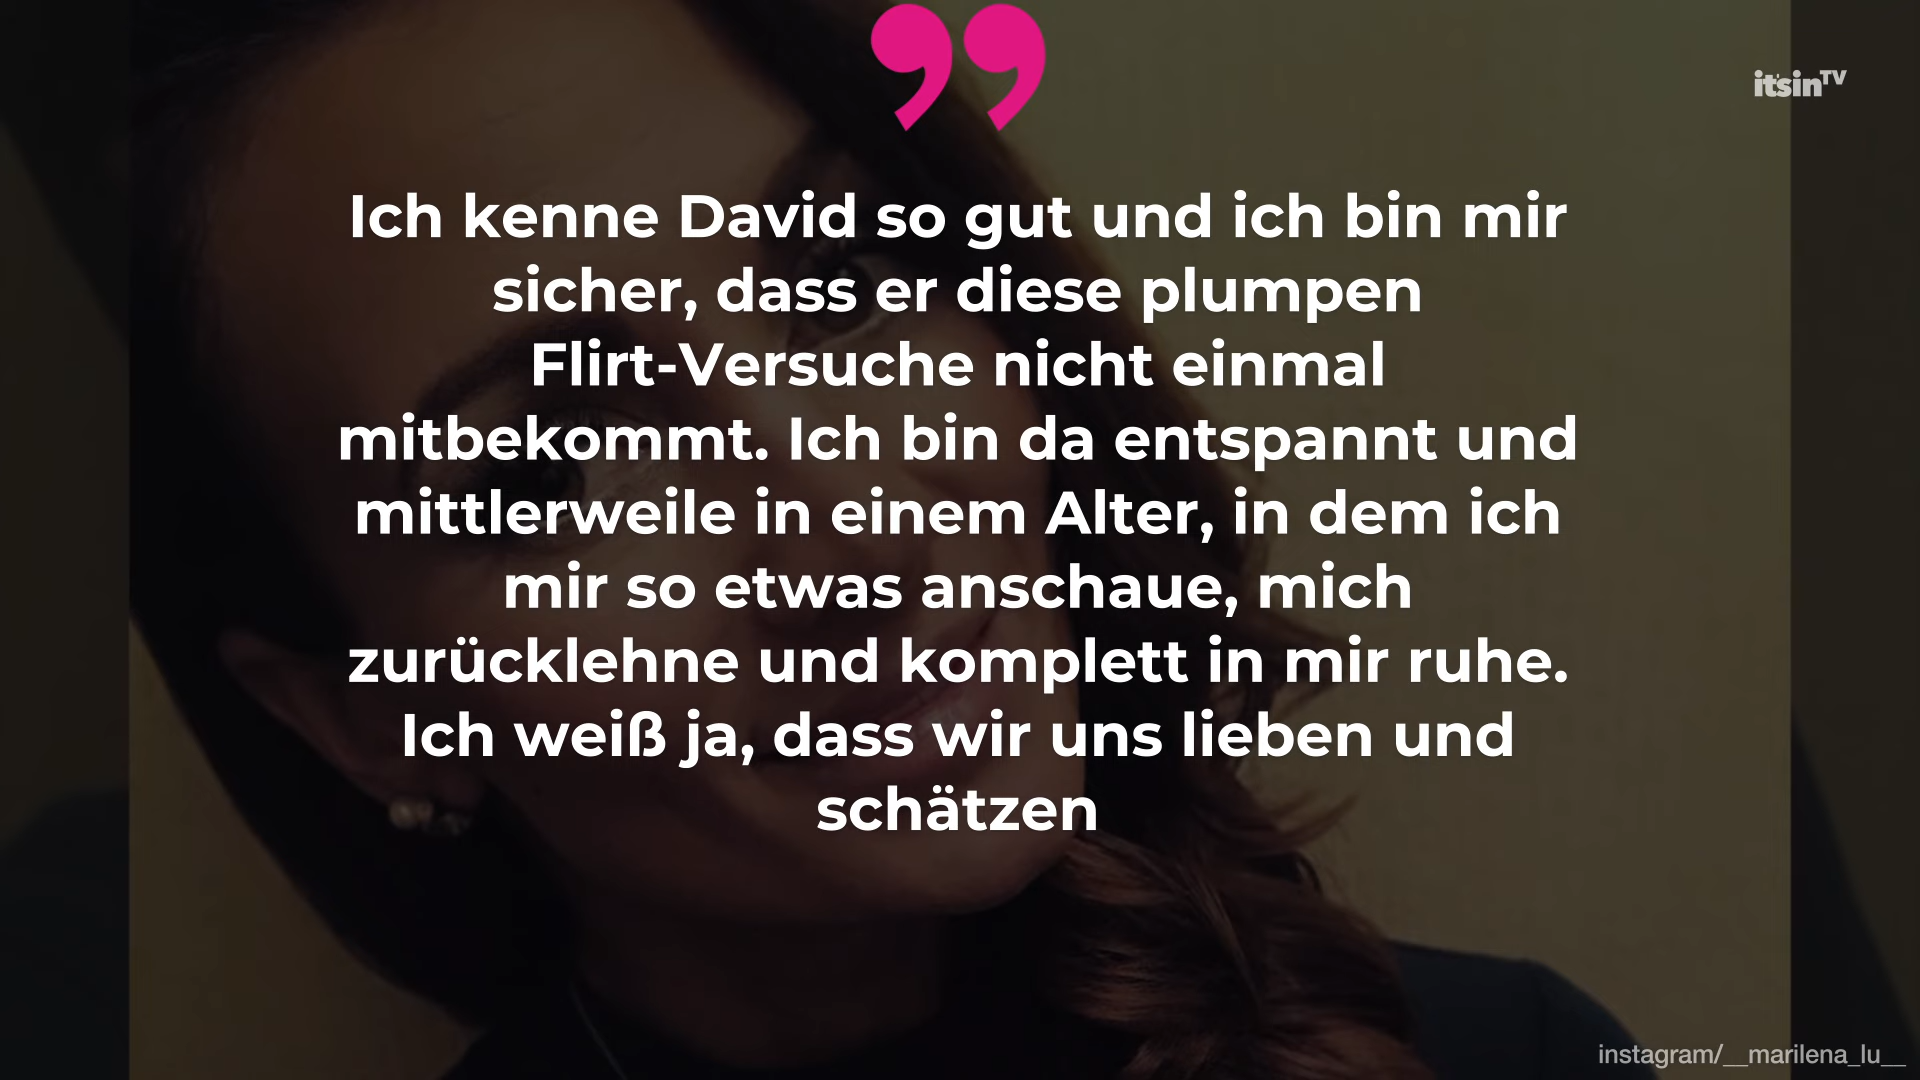 itsinTV
Ich kenne David so gut und ich bin mir
sicher, dass er diese plumpen
Flirt-Versuche nicht einmal
mitbekommt. Ich bin da entspannt und
mittlerweile in einem Alter, in dem ich
mir so etwas anschaue, mich
zurücklehne und komplett in mir ruhe.
Ich weiß ja, dass wir uns lieben und
schätzen
instagram/__marilena_lu__